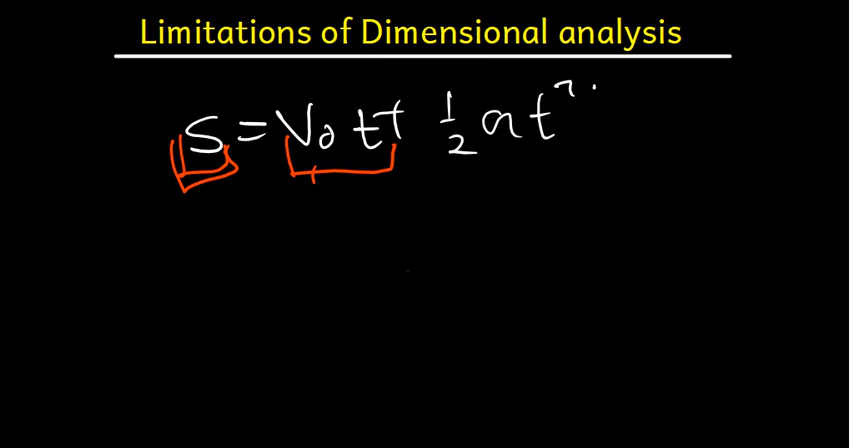 Limitations of Dimensional analysis
S = V₀ t + ½ a t².